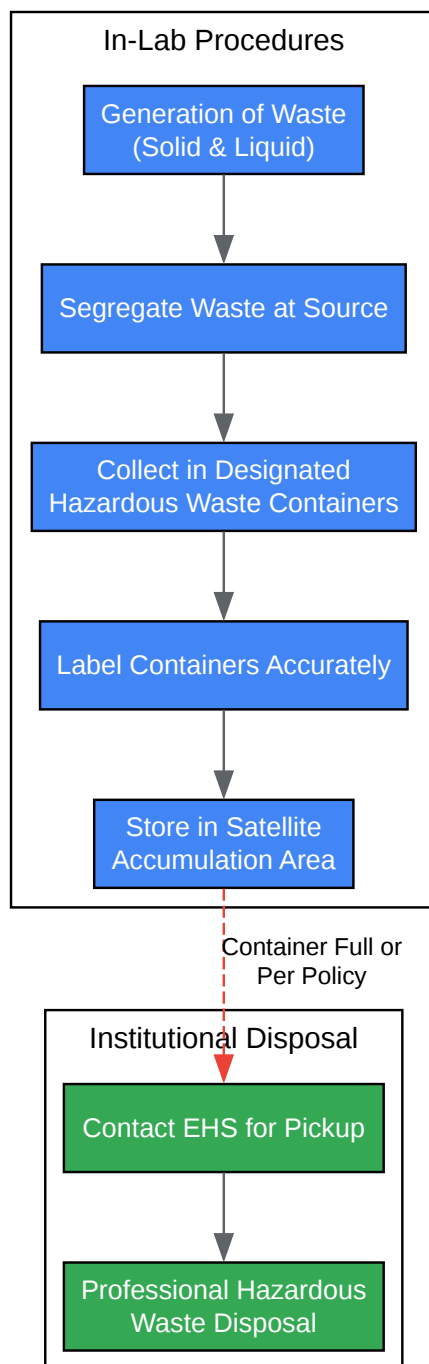 In-Lab Procedures
Generation of Waste
(Solid & Liquid)
Segregate Waste at Source
Collect in Designated
Hazardous Waste Containers
Label Containers Accurately
Store in Satellite
Accumulation Area
Container Full or
Per Policy
Institutional Disposal
Contact EHS for Pickup
Professional Hazardous
Waste Disposal